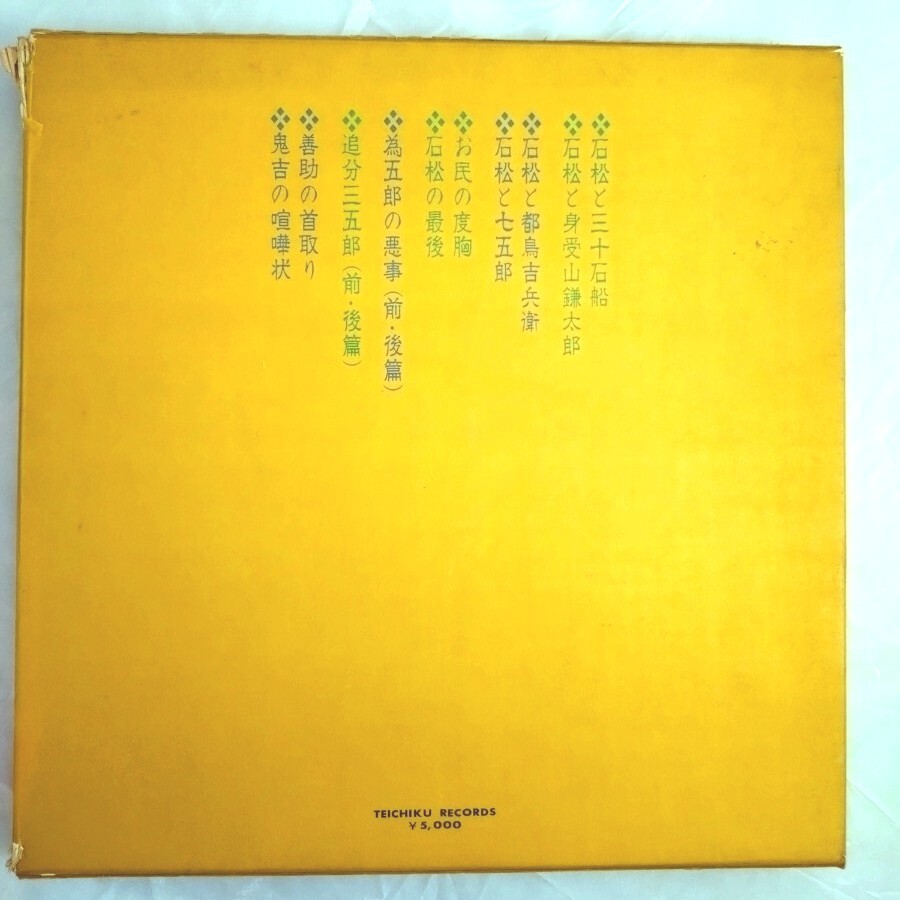 ❖石松と三十石船
❖石松と身受山鎌太郎
❖石松と都鳥吉兵衛
❖石松と七五郎
❖お民の度胸
❖石松の最後
❖為五郎の悪事（前・後篇）
❖追分三五郎（前・後篇）
❖善助の首取り
❖鬼吉の喧嘩状
TEICHIKU RECORDS
¥5,000